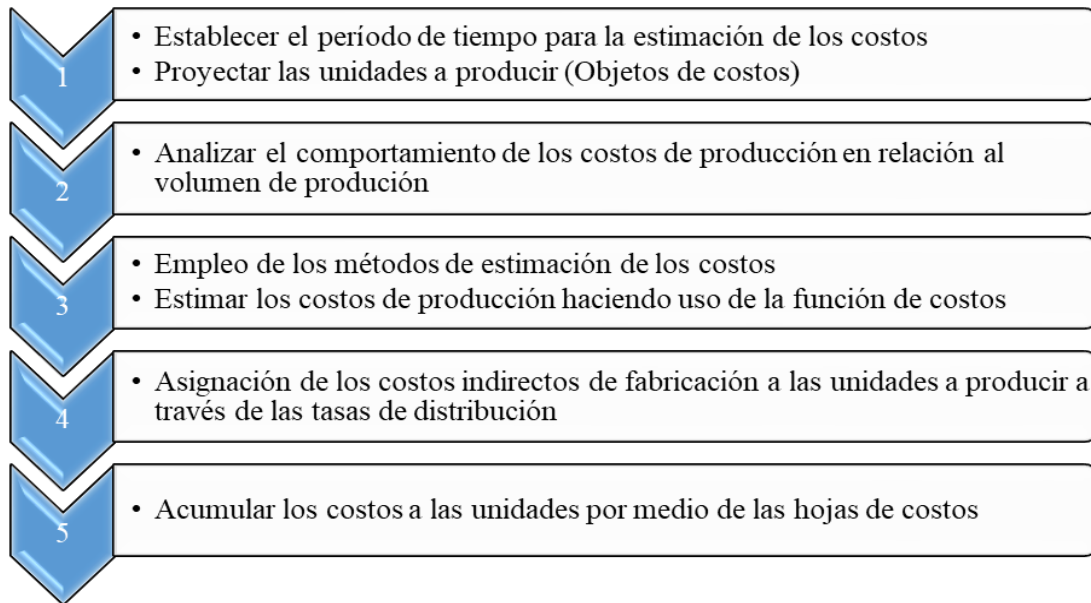 1
• Establecer el período de tiempo para la estimación de los costos
• Proyectar las unidades a producir (Objetos de costos)
2
• Analizar el comportamiento de los costos de producción en relación al
volumen de produción
3
• Empleo de los métodos de estimación de los costos
• Estimar los costos de producción haciendo uso de la función de costos
4
• Asignación de los costos indirectos de fabricación a las unidades a producir a
través de las tasas de distribución
5
• Acumular los costos a las unidades por medio de las hojas de costos